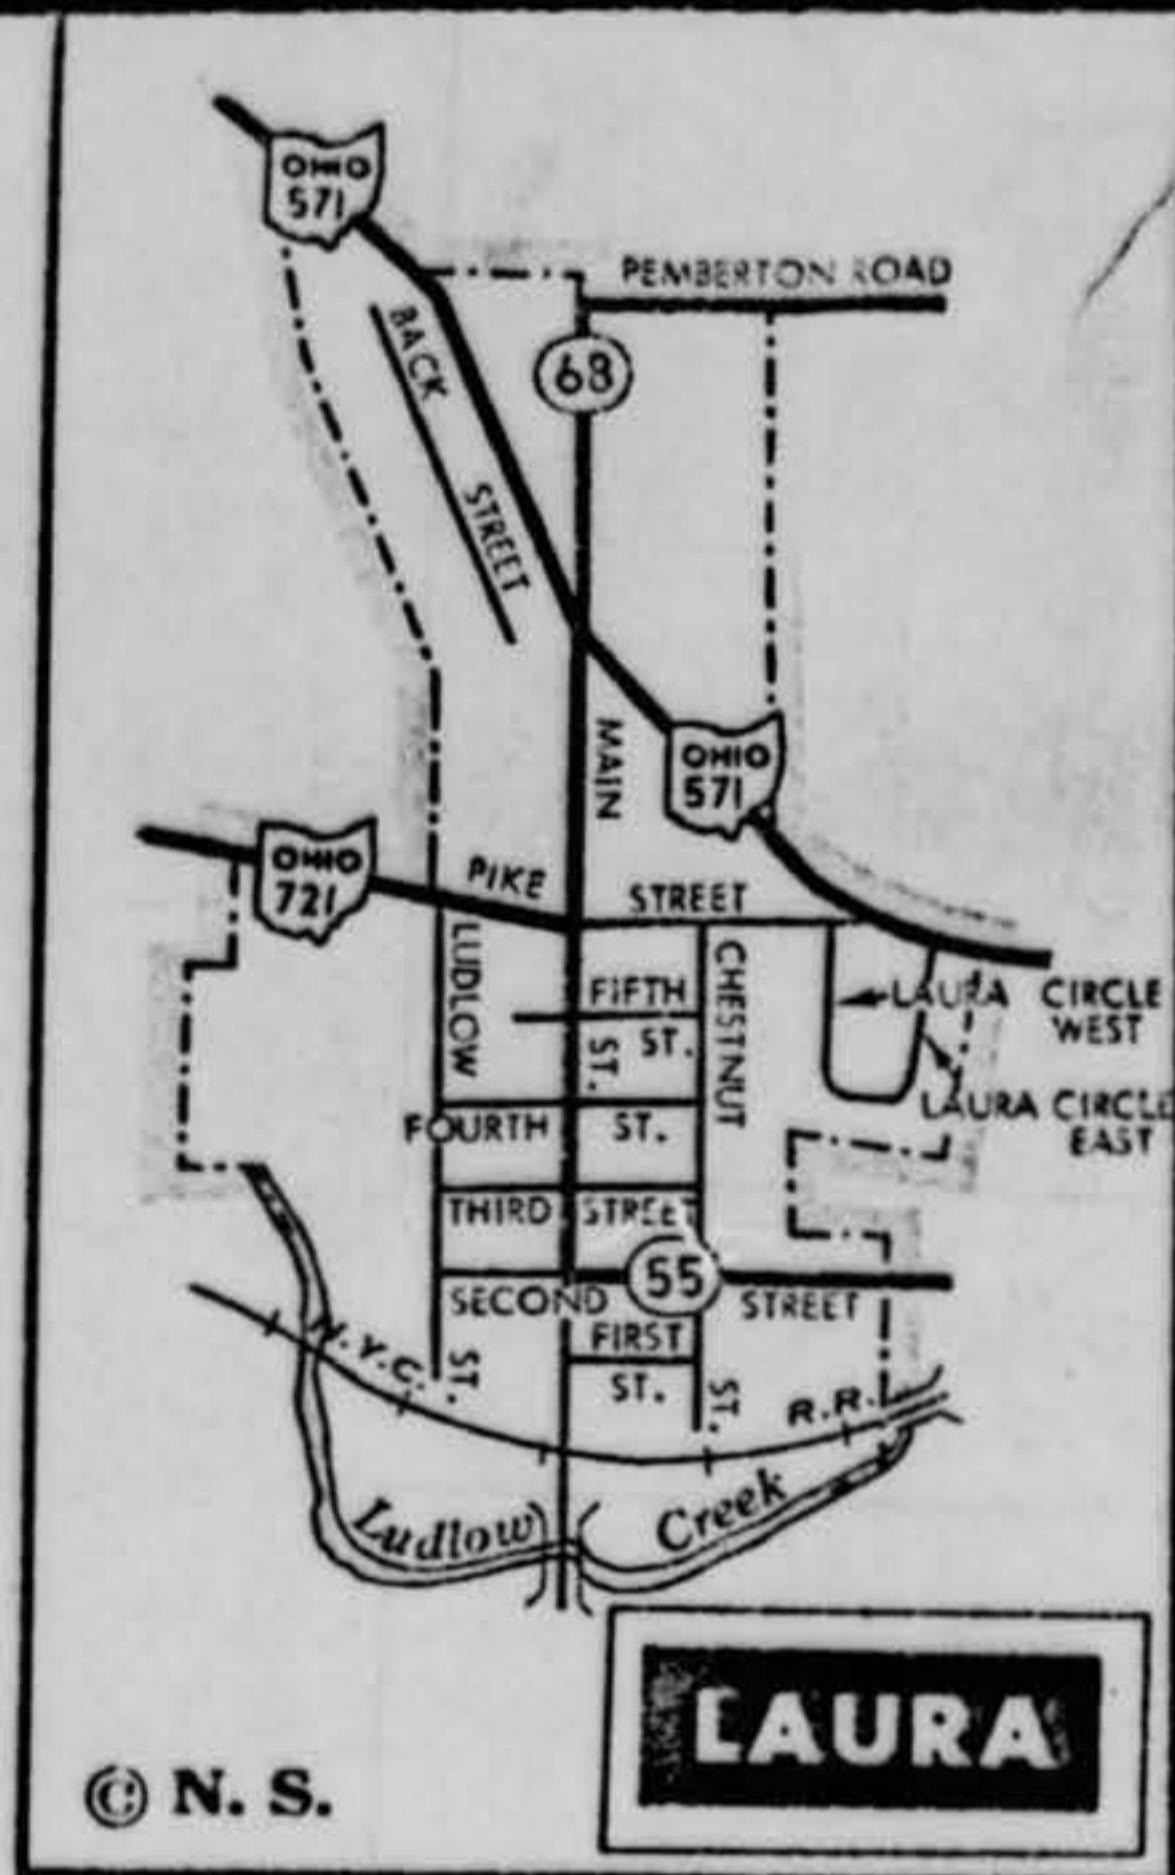 OHIO
571
PEMBERTON ROAD
BACK
STREET
68
MAIN
OHIO
571
OHIO
721
PIKE
STREET
LUDLOW
CHESTNUT
FIFTH
ST.
ST.
LAURA CIRCLE
WEST
LAURA CIRCLE
EAST
FOURTH ST.
THIRD STREET
55
SECOND STREET
FIRST
ST.
ST.
ST.
N.Y.C. R.R.
Ludlow Creek
LAURA
© N. S.